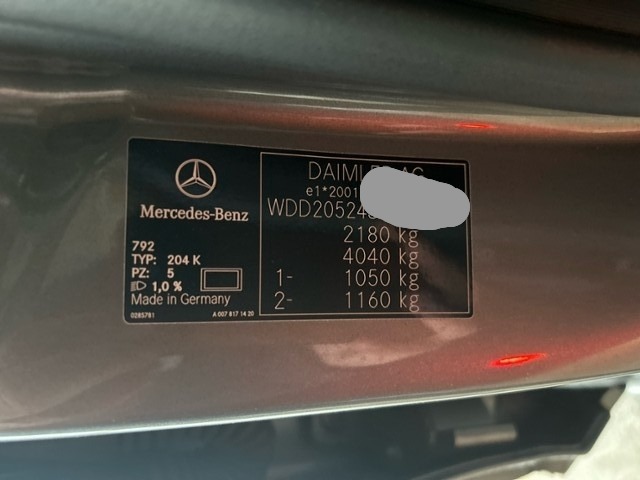 Mercedes-Benz
792
TYP: 204 K
PZ: 5
1,0 %
Made in Germany
0285781
A 007 817 14 20
DAIMLER AG
e1*2001
WDD20524
2180 kg
4040 kg
1- 1050 kg
2- 1160 kg